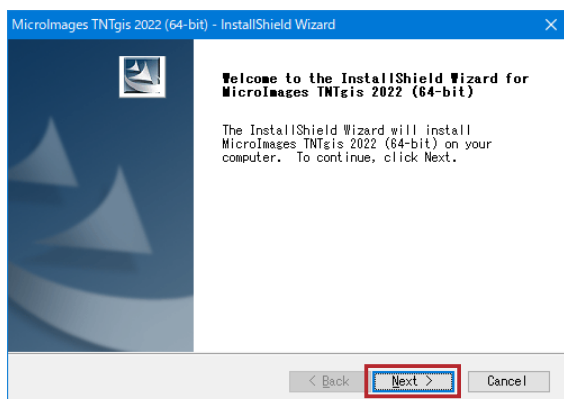 MicroImages TNTgis 2022 (64-bit) - InstallShield Wizard
Welcome to the InstallShield Wizard for
MicroImages TNTgis 2022 (64-bit)
The InstallShield Wizard will install
MicroImages TNTgis 2022 (64-bit) on your
computer. To continue, click Next.
< Back Next > Cancel